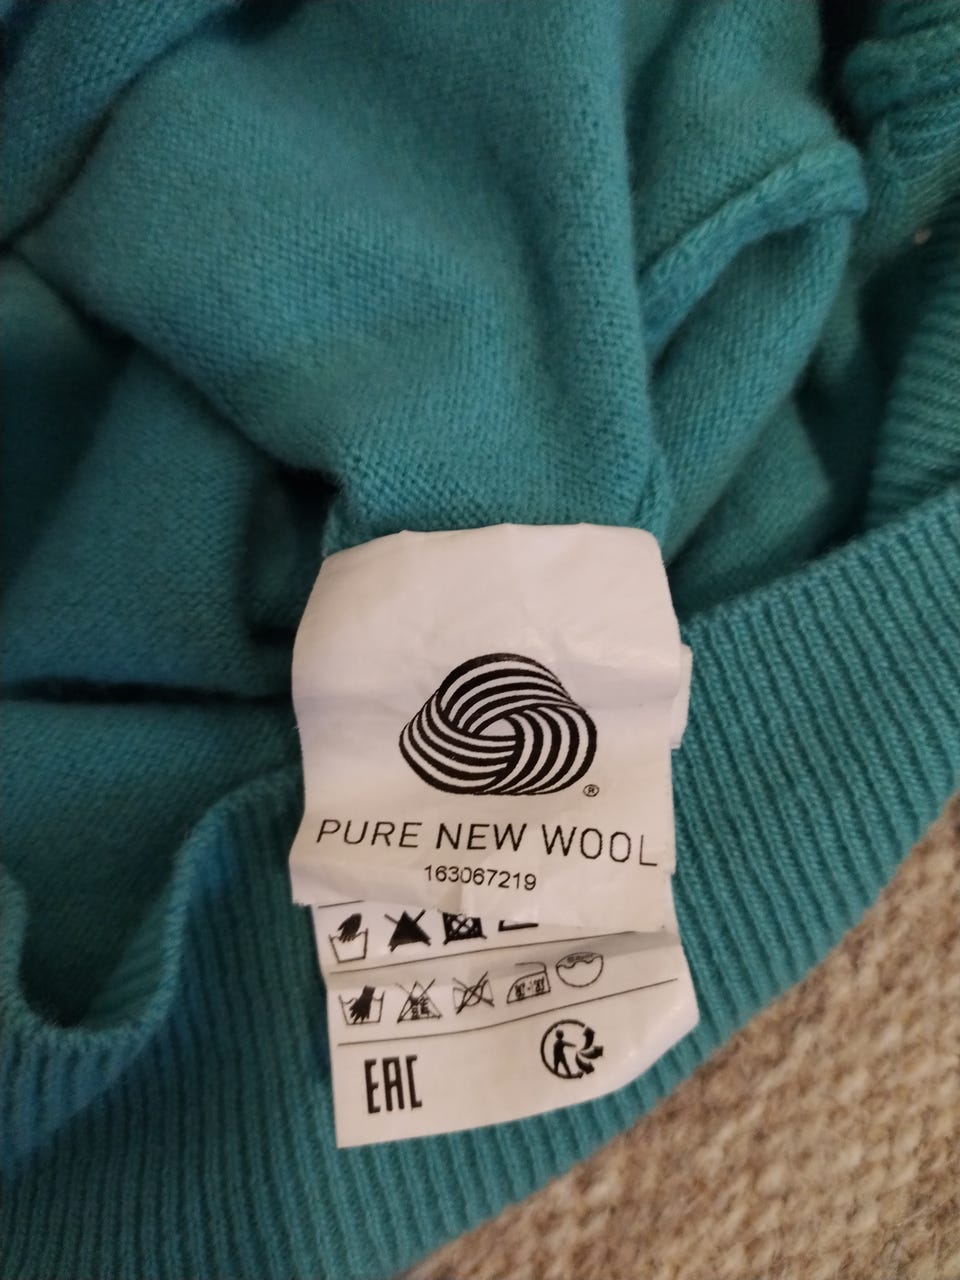 ®
PURE NEW WOOL
163067219
EAC